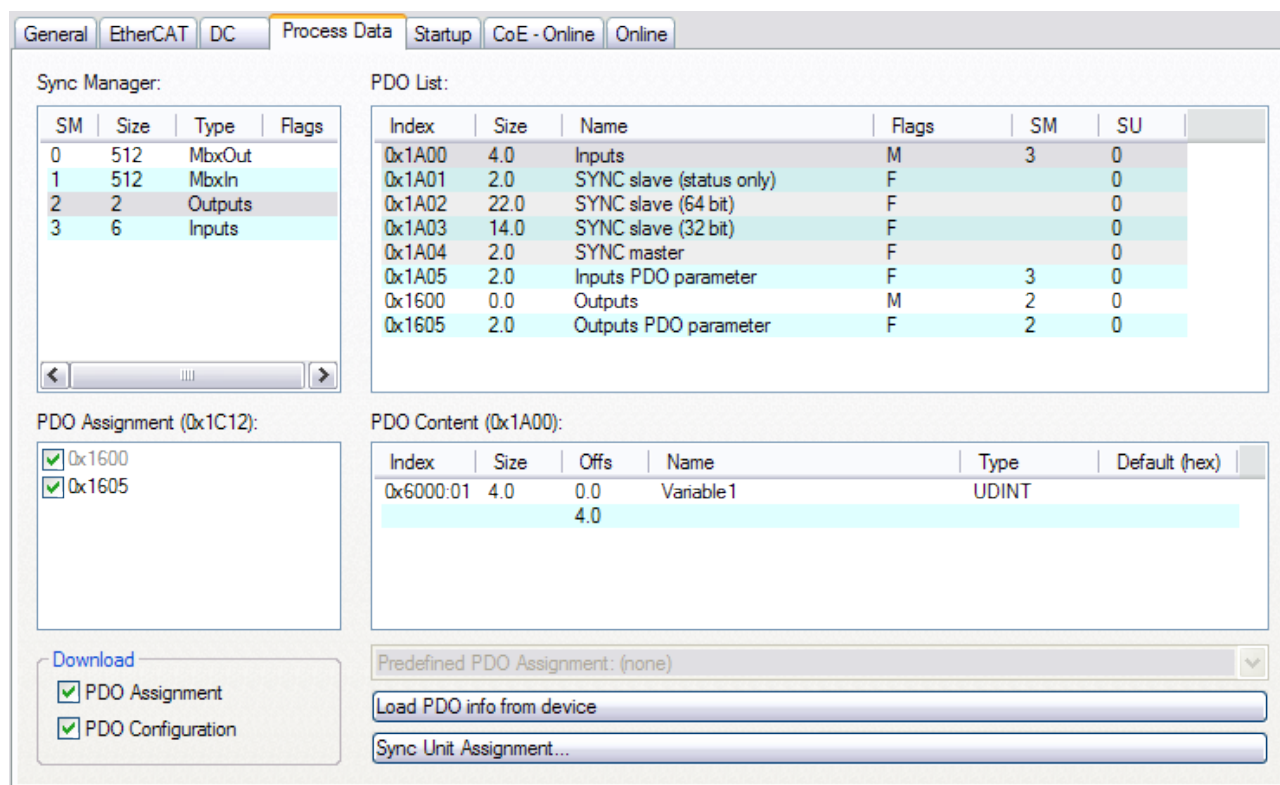 General EtherCAT DC Process Data Startup CoE - Online Online
Sync Manager:
SM Size Type Flags
0 512 MbxOut
1 512 MbxIn
2 2 Outputs
3 6 Inputs
PDO List:
Index Size Name Flags SM SU
0x1A00 4.0 Inputs M 3 0
0x1A01 2.0 SYNC slave (status only) F 0
0x1A02 22.0 SYNC slave (64 bit) F 0
0x1A03 14.0 SYNC slave (32 bit) F 0
0x1A04 2.0 SYNC master F 0
0x1A05 2.0 Inputs PDO parameter F 3 0
0x1600 0.0 Outputs M 2 0
0x1605 2.0 Outputs PDO parameter F 2 0
PDO Assignment (0x1C12):
0x1600
0x1605
PDO Content (0x1A00):
Index Size Offs Name Type Default (hex)
0x6000:01 4.0 0.0 Variable1 UDINT
4.0
Download
PDO Assignment
PDO Configuration
Predefined PDO Assignment: (none)
Load PDO info from device
Sync Unit Assignment...